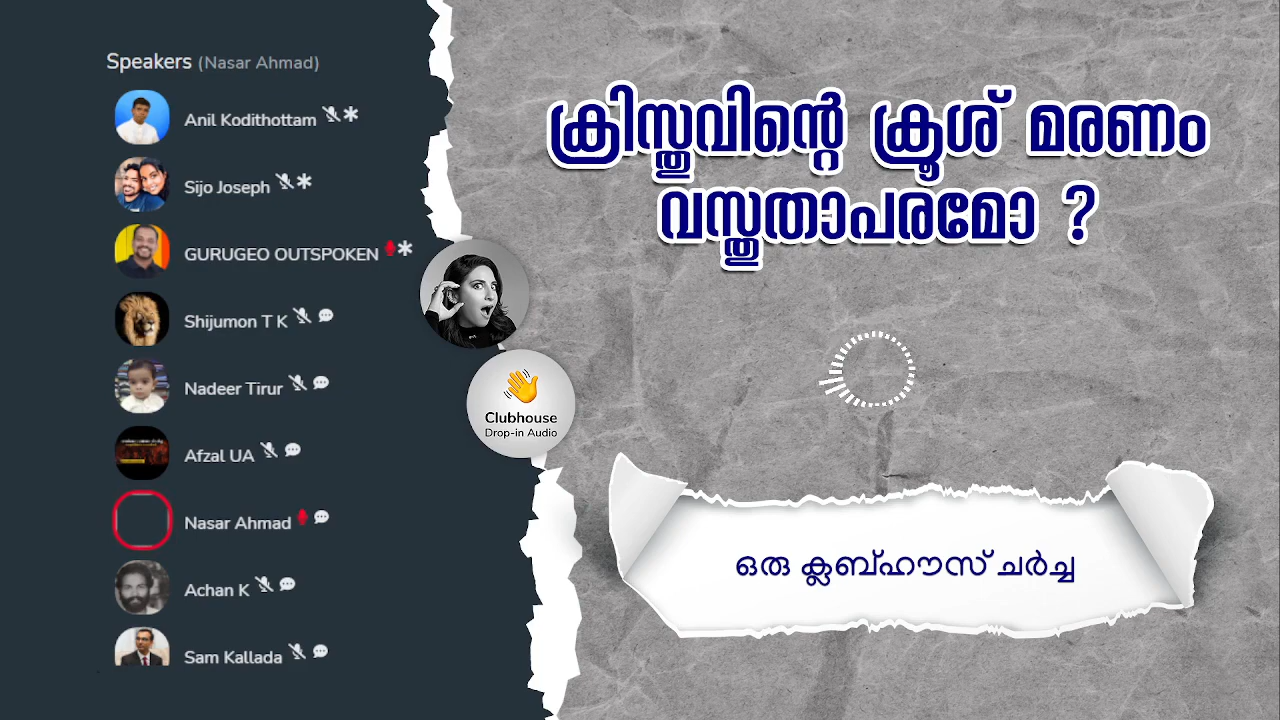 Speakers (Nasar Ahmad)
Anil Kodithottam
Sijo Joseph
GURUGEO OUTSPOKEN
Shijumon T K
Nadeer Tirur
Afzal UA
Nasar Ahmad
Achan K
Sam Kallada
Clubhouse
Drop-in Audio
ക്രിസ്തുവിന്റെ ക്രൂശ് മരണം
വസ്തുതാപരമോ ?
ഒരു ക്ലബ്ഹൗസ് ചർച്ച